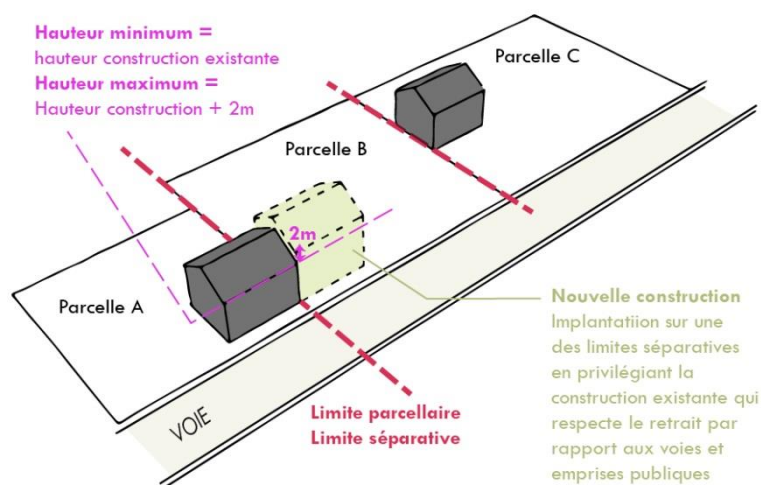 Hauteur minimum =
hauteur construction existante
Hauteur maximum =
Hauteur construction + 2m
Parcelle C
Parcelle B
2m
Parcelle A
Nouvelle construction
Implantatiion sur une
des limites séparatives
en privilégiant la
construction existante qui
respecte le retrait par
rapport aux voies et
emprises publiques
Limite parcellaire
Limite séparative
VOIE